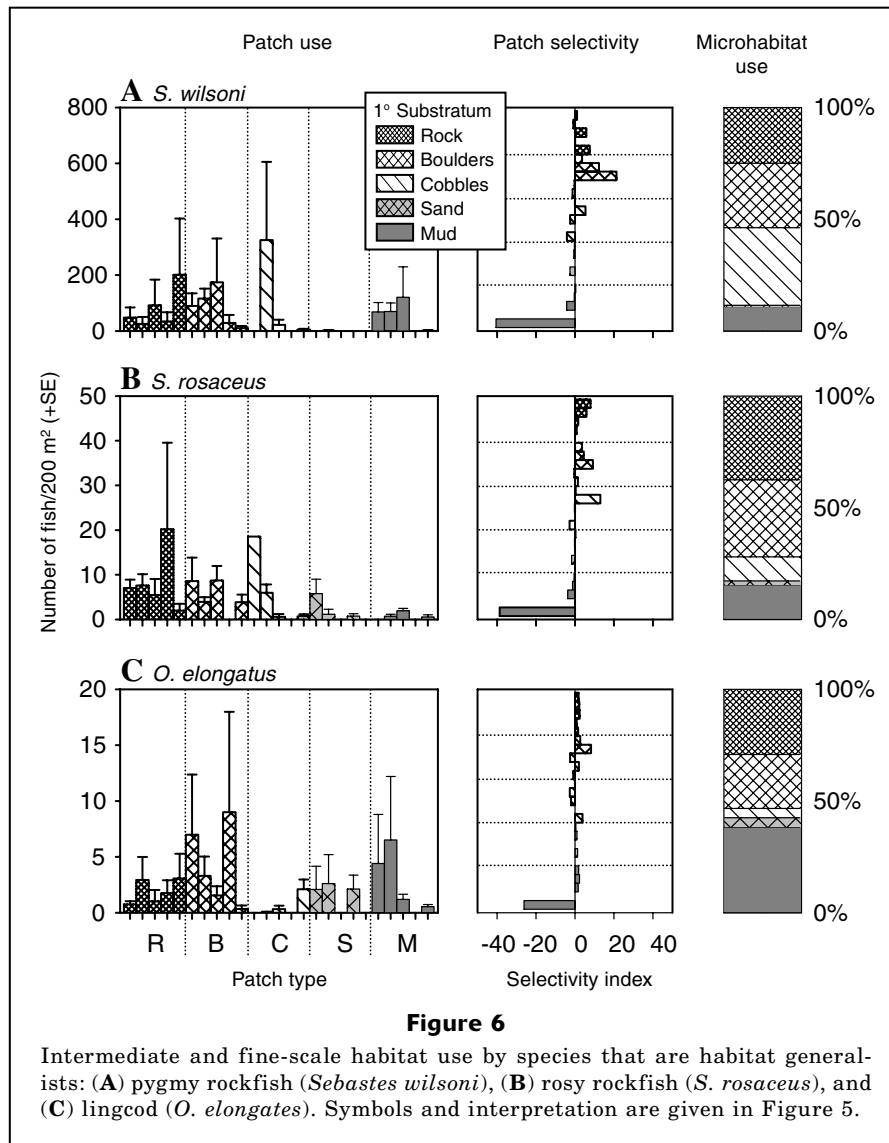 Patch use
Patch selectivity
Microhabitat
use
A S. wilsoni
1° Substratum
Rock
Boulders
Cobbles
Sand
Mud
800
600
400
200
0
100%
50%
0%
B S. rosaceus
50
40
30
20
10
0
100%
50%
0%
Number of fish/200 m² (+SE)
C O. elongatus
20
15
10
5
0
100%
50%
0%
R B C S M
Patch type
-40 -20 0 20 40
Selectivity index
Figure 6
Intermediate and fine-scale habitat use by species that are habitat general-
ists: (A) pygmy rockfish (Sebastes wilsoni), (B) rosy rockfish (S. rosaceus), and
(C) lingcod (O. elongates). Symbols and interpretation are given in Figure 5.